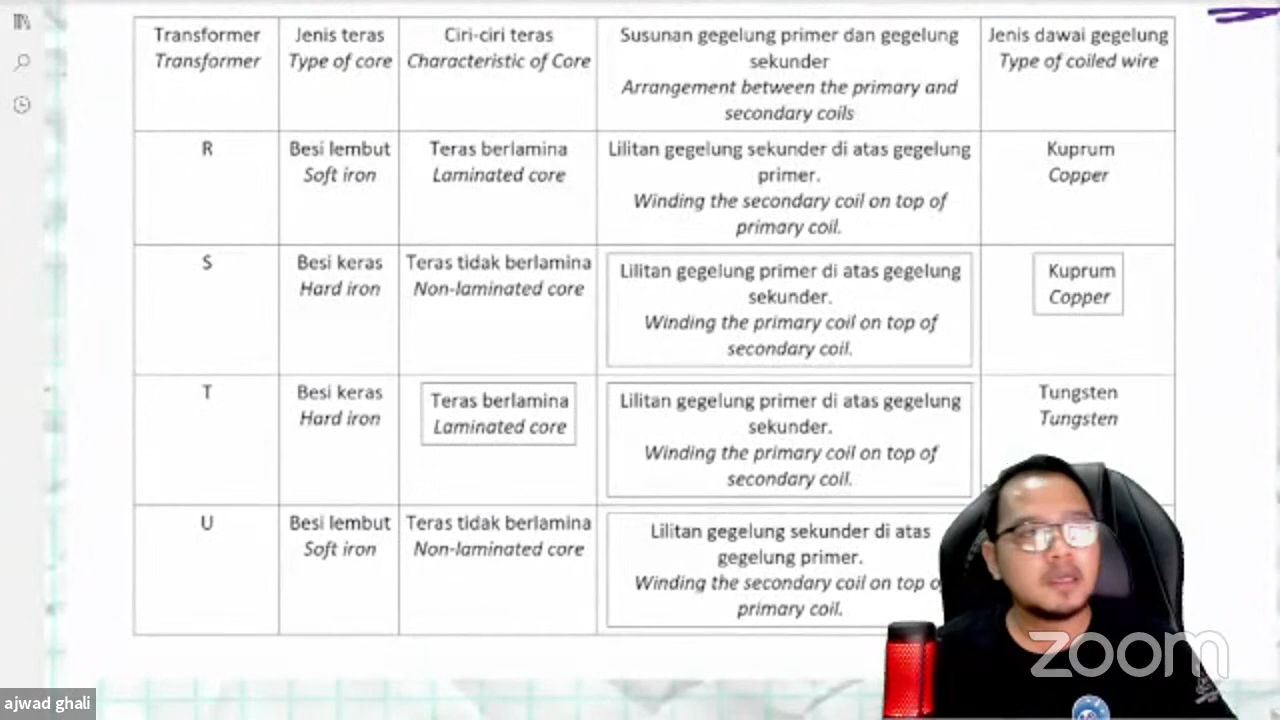 Transformer
Transformer
Jenis teras
Type of core
Ciri-ciri teras
Characteristic of Core
Susunan gegelung primer dan gegelung
sekunder
Arrangement between the primary and
secondary coils
Jenis dawai gegelung
Type of coiled wire
R
Besi lembut
Soft iron
Teras berlamina
Laminated core
Lilitan gegelung sekunder di atas gegelung
primer.
Winding the secondary coil on top of
primary coil.
Kuprum
Copper
S
Besi keras
Hard iron
Teras tidak berlamina
Non-laminated core
Lilitan gegelung primer di atas gegelung
sekunder.
Winding the primary coil on top of
secondary coil.
Kuprum
Copper
T
Besi keras
Hard iron
Teras berlamina
Laminated core
Lilitan gegelung primer di atas gegelung
sekunder.
Winding the primary coil on top of
secondary coil.
Tungsten
Tungsten
U
Besi lembut
Soft iron
Teras tidak berlamina
Non-laminated core
Lilitan gegelung sekunder di atas
gegelung primer.
Winding the secondary coil on top o
primary coil.
zoom
ajwad ghali